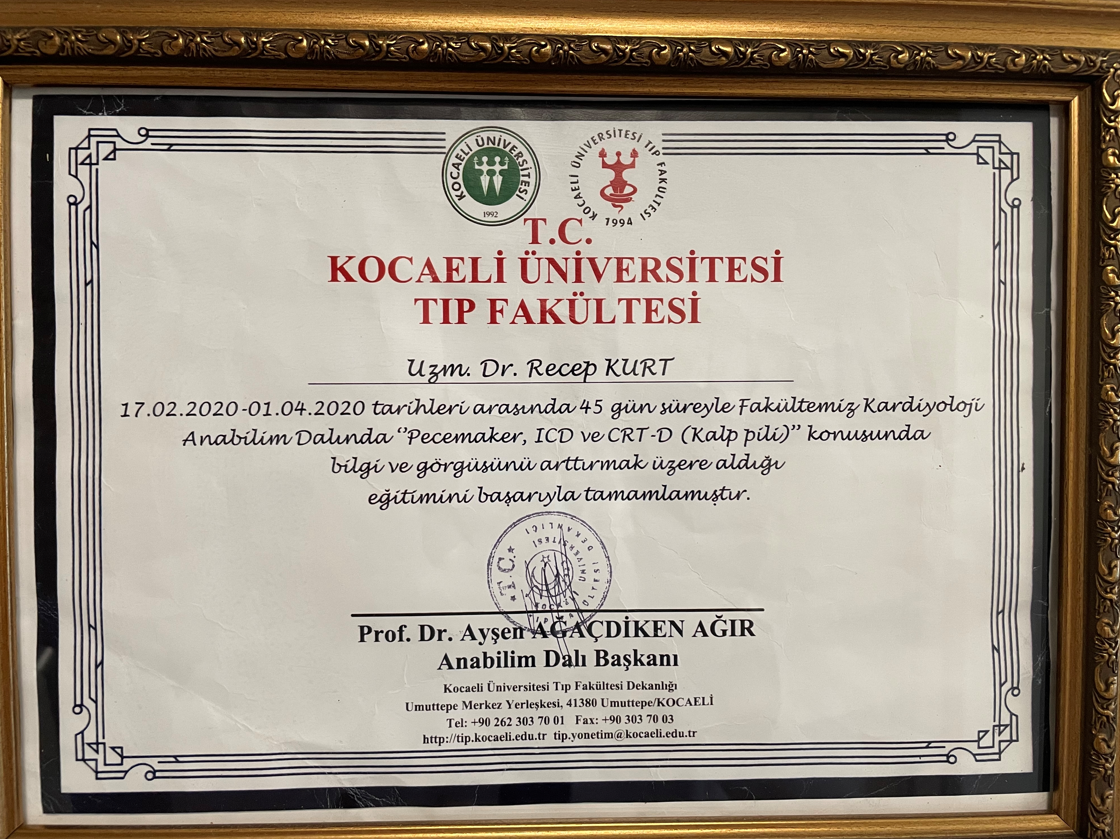 KOCAELİ ÜNİVERSİTESİ
1992
KOCAELİ ÜNİVERSİTESİ TIP FAKÜLTESİ
1994
T.C.
KOCAELİ ÜNİVERSİTESİ
TIP FAKÜLTESİ
Uzm. Dr. Recep KURT
17.02.2020-01.04.2020 tarihleri arasında 45 gün süreyle Fakültemiz Kardiyoloji
Anabilim Dalında “Pecemaker, ICD ve CRT-D (Kalp pili)” konusunda
bilgi ve görgüsünü arttırmak üzere aldığı
eğitimini başarıyla tamamlamıştır.
T.C.
Prof. Dr. Ayşen AĞAÇDİKEN AĞIR
Anabilim Dalı Başkanı
Kocaeli Üniversitesi Tıp Fakültesi Dekanlığı
Umuttepe Merkez Yerleşkesi, 41380 Umuttepe/KOCAELİ
Tel: +90 262 303 70 01 Fax: +90 303 70 03
http://tip.kocaeli.edu.tr tip.yonetim@kocaeli.edu.tr